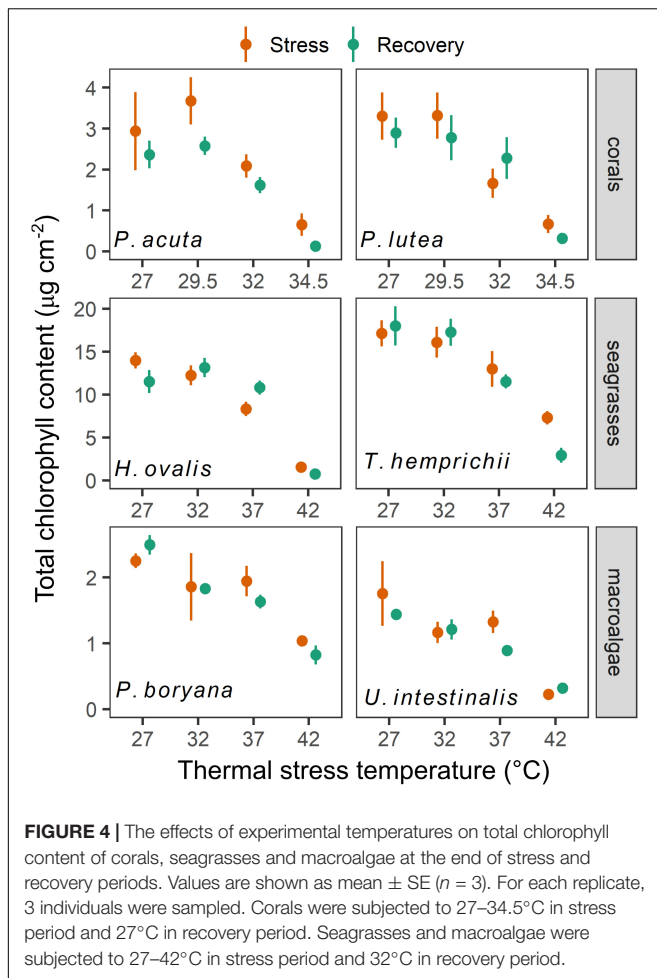 Stress Recovery
Total chlorophyll content (µg cm⁻²)
4
3
2
1
0
P. acuta
27 29.5 32 34.5
P. lutea
27 29.5 32 34.5
corals
20
15
10
5
0
H. ovalis
27 32 37 42
T. hemprichii
27 32 37 42
seagrasses
2
1
0
P. boryana
27 32 37 42
U. intestinalis
27 32 37 42
macroalgae
Thermal stress temperature (°C)
FIGURE 4 | The effects of experimental temperatures on total chlorophyll
content of corals, seagrasses and macroalgae at the end of stress and
recovery periods. Values are shown as mean ± SE (n = 3). For each replicate,
3 individuals were sampled. Corals were subjected to 27–34.5°C in stress
period and 27°C in recovery period. Seagrasses and macroalgae were
subjected to 27–42°C in stress period and 32°C in recovery period.